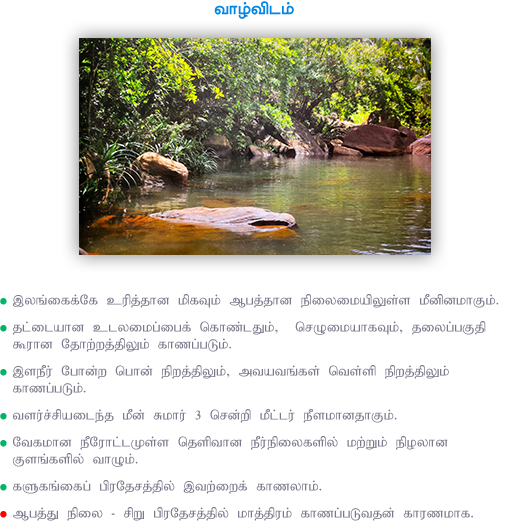 வாழ்விடம்
இலங்கைக்கே உரித்தான மிகவும் ஆபத்தான நிலைமையிலுள்ள மீனினமாகும்.
தட்டையான உடலமைப்பைக் கொண்டதும், செழுமையாகவும், தலைப்பகுதி
கூரான தோற்றத்திலும் காணப்படும்.
இளநீர் போன்ற பொன் நிறத்திலும், அவயவங்கள் வெள்ளி நிறத்திலும்
காணப்படும்.
வளர்ச்சியடைந்த மீன் சுமார் 3 சென்றி மீட்டர் நீளமானதாகும்.
வேகமான நீரோட்டமுள்ள தெளிவான நீர்நிலைகளில் மற்றும் நிழலான
குளங்களில் வாழும்.
களுகங்கைப் பிரதேசத்தில் இவற்றைக் காணலாம்.
ஆபத்து நிலை - சிறு பிரதேசத்தில் மாத்திரம் காணப்படுவதன் காரணமாக.